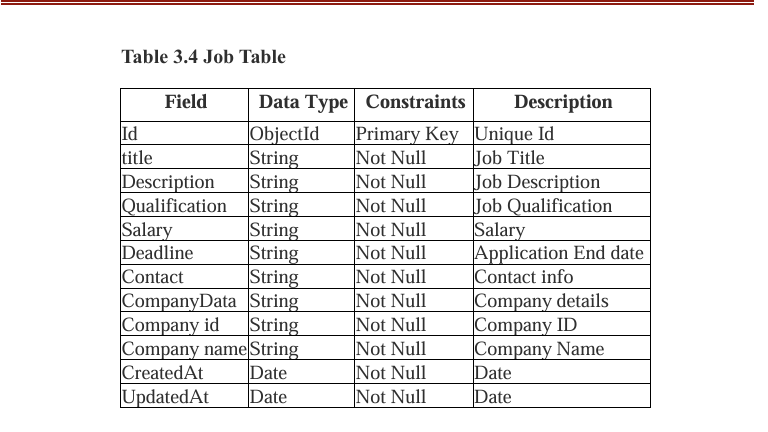 Table 3.4 Job Table
Field Data Type Constraints Description
Id ObjectId Primary Key Unique Id
title String Not Null Job Title
Description String Not Null Job Description
Qualification String Not Null Job Qualification
Salary String Not Null Salary
Deadline String Not Null Application End date
Contact String Not Null Contact info
CompanyData String Not Null Company details
Company id String Not Null Company ID
Company name String Not Null Company Name
CreatedAt Date Not Null Date
UpdatedAt Date Not Null Date